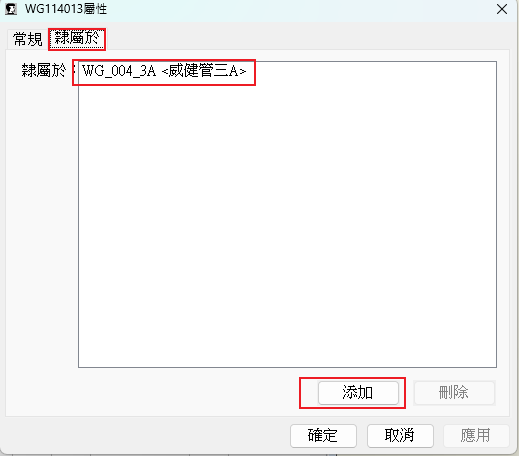 WG114013屬性
常規 隸屬於
隸屬於： WG_004_3A <威健管三A>
添加 刪除
確定 取消 應用